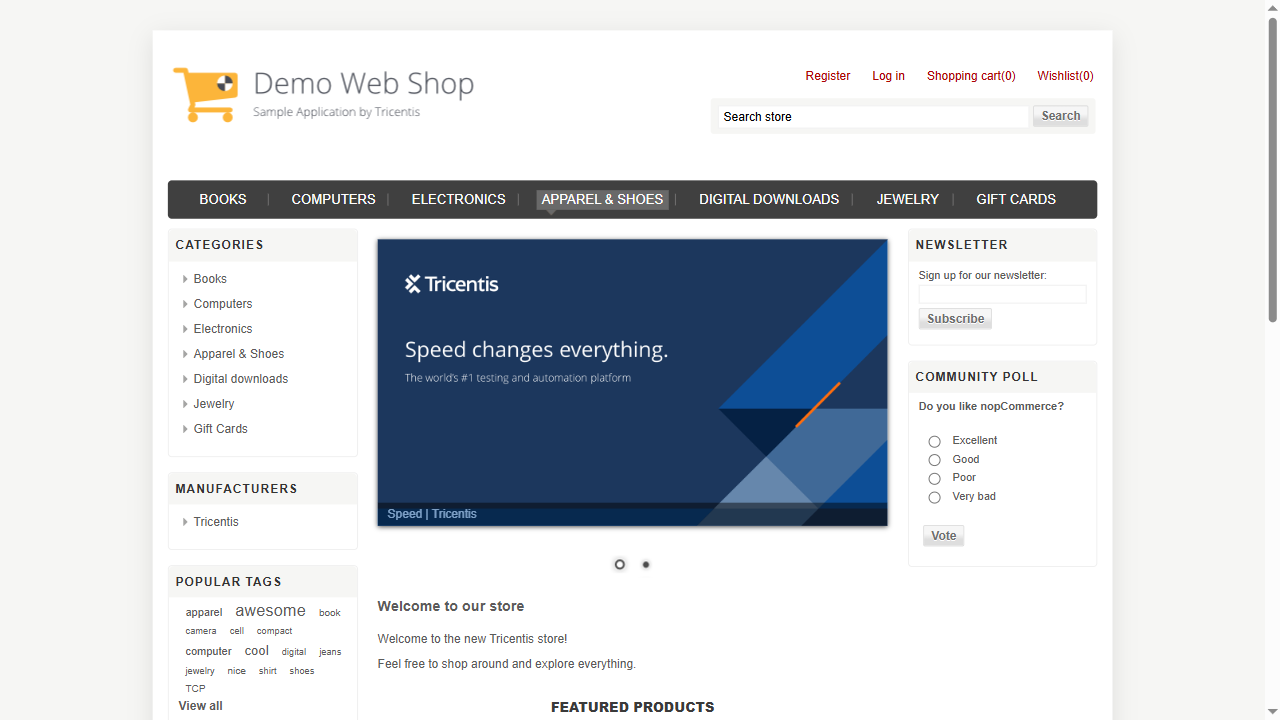 Demo Web Shop
Sample Application by Tricentis
Register Log in Shopping cart(0) Wishlist(0)
Search store Search
BOOKS | COMPUTERS | ELECTRONICS | APPAREL & SHOES | DIGITAL DOWNLOADS | JEWELRY | GIFT CARDS
CATEGORIES
Books
Computers
Electronics
Apparel & Shoes
Digital downloads
Jewelry
Gift Cards
MANUFACTURERS
Tricentis
POPULAR TAGS
apparel awesome book
camera cell compact
computer cool digital jeans
jewelry nice shirt shoes
TCP
View all
Tricentis
Speed changes everything.
The world's #1 testing and automation platform
Speed | Tricentis
Welcome to our store
Welcome to the new Tricentis store!
Feel free to shop around and explore everything.
FEATURED PRODUCTS
NEWSLETTER
Sign up for our newsletter:
Subscribe
COMMUNITY POLL
Do you like nopCommerce?
Excellent
Good
Poor
Very bad
Vote